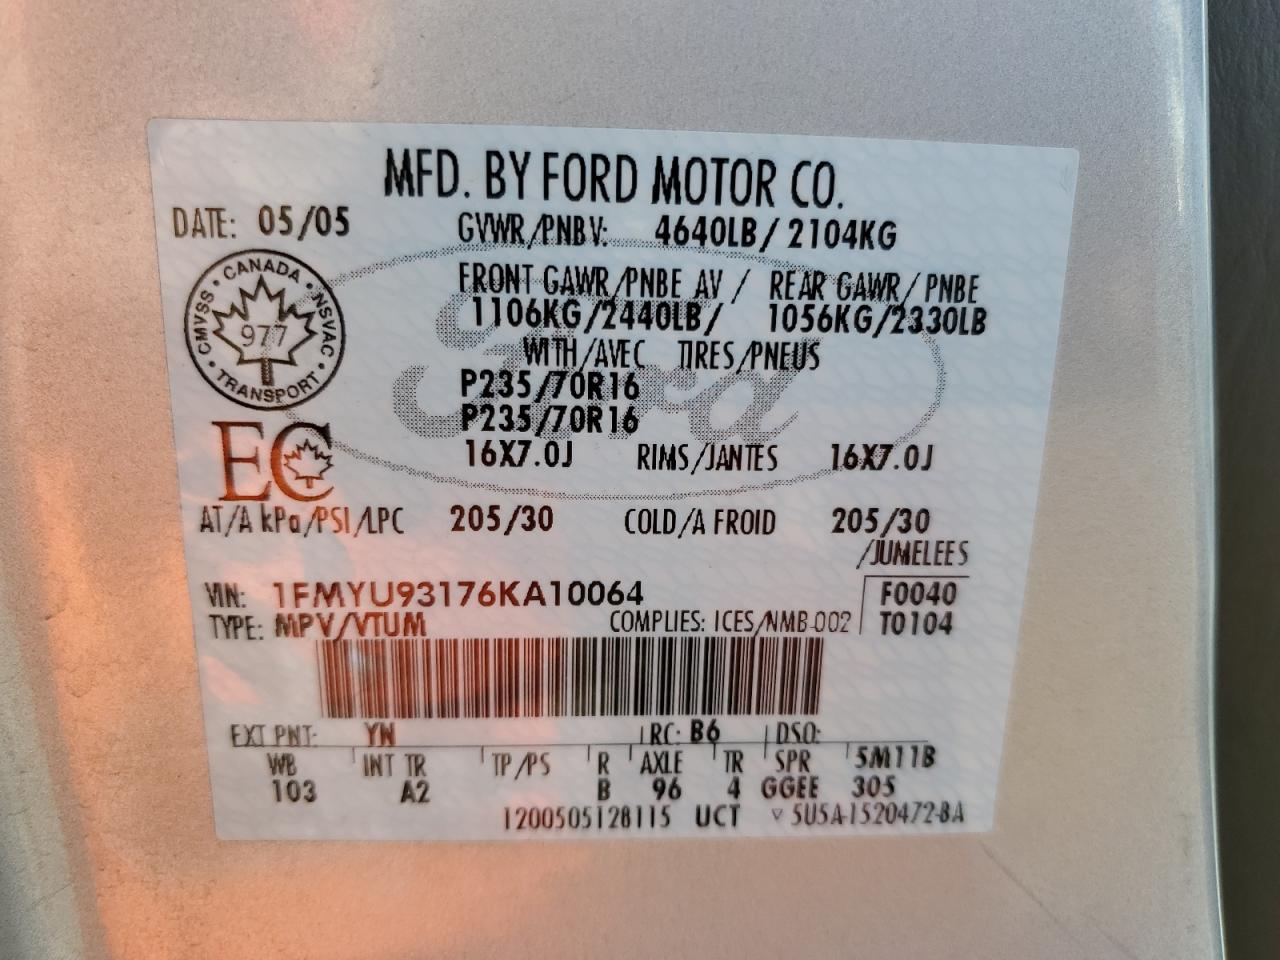 MFD. BY FORD MOTOR CO.
DATE: 05/05
GVWR/PNBV: 4640LB/ 2104KG
CANADA
CMVSS • NSVAC
977
TRANSPORT
FRONT GAWR/PNBE AV / REAR GAWR/ PNBE
1106KG/2440LB/ 1056KG/2330LB
WITH/AVEC TIRES/PNEUS
P235/70R16
P235/70R16
Ford
EC
16X7.0J RIMS/JANTES 16X7.0J
AT/A kPa/PSI/LPC 205/30 COLD/A FROID 205/30
/JUMELEES
VIN: 1FMYU93176KA10064 F0040
TYPE: MPV/VTUM COMPLIES: ICES/NMB-002 T0104
EXT PNT: YN RC: B6 DSO:
WB INT TR TP/PS R AXLE TR SPR 5M11B
103 A2 B 96 4 GGEE 305
1200505128115 UCT ▽ 5U5A-1520472-BA